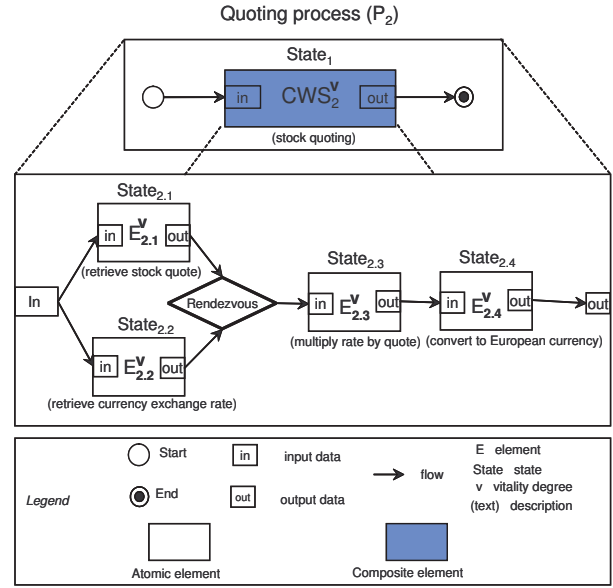 Quoting process (P2)
State1
in CWS2v out
(stock quoting)
State2.1
in E2.1v out
(retrieve stock quote)
In
Rendezvous
State2.2
in E2.2v out
(retrieve currency exchange rate)
State2.3
in E2.3v out
(multiply rate by quote)
State2.4
in E2.4v out
(convert to European currency)
out
Legend
Start
End
in input data
out output data
flow
E element
State state
v vitality degree
(text) description
Atomic element
Composite element